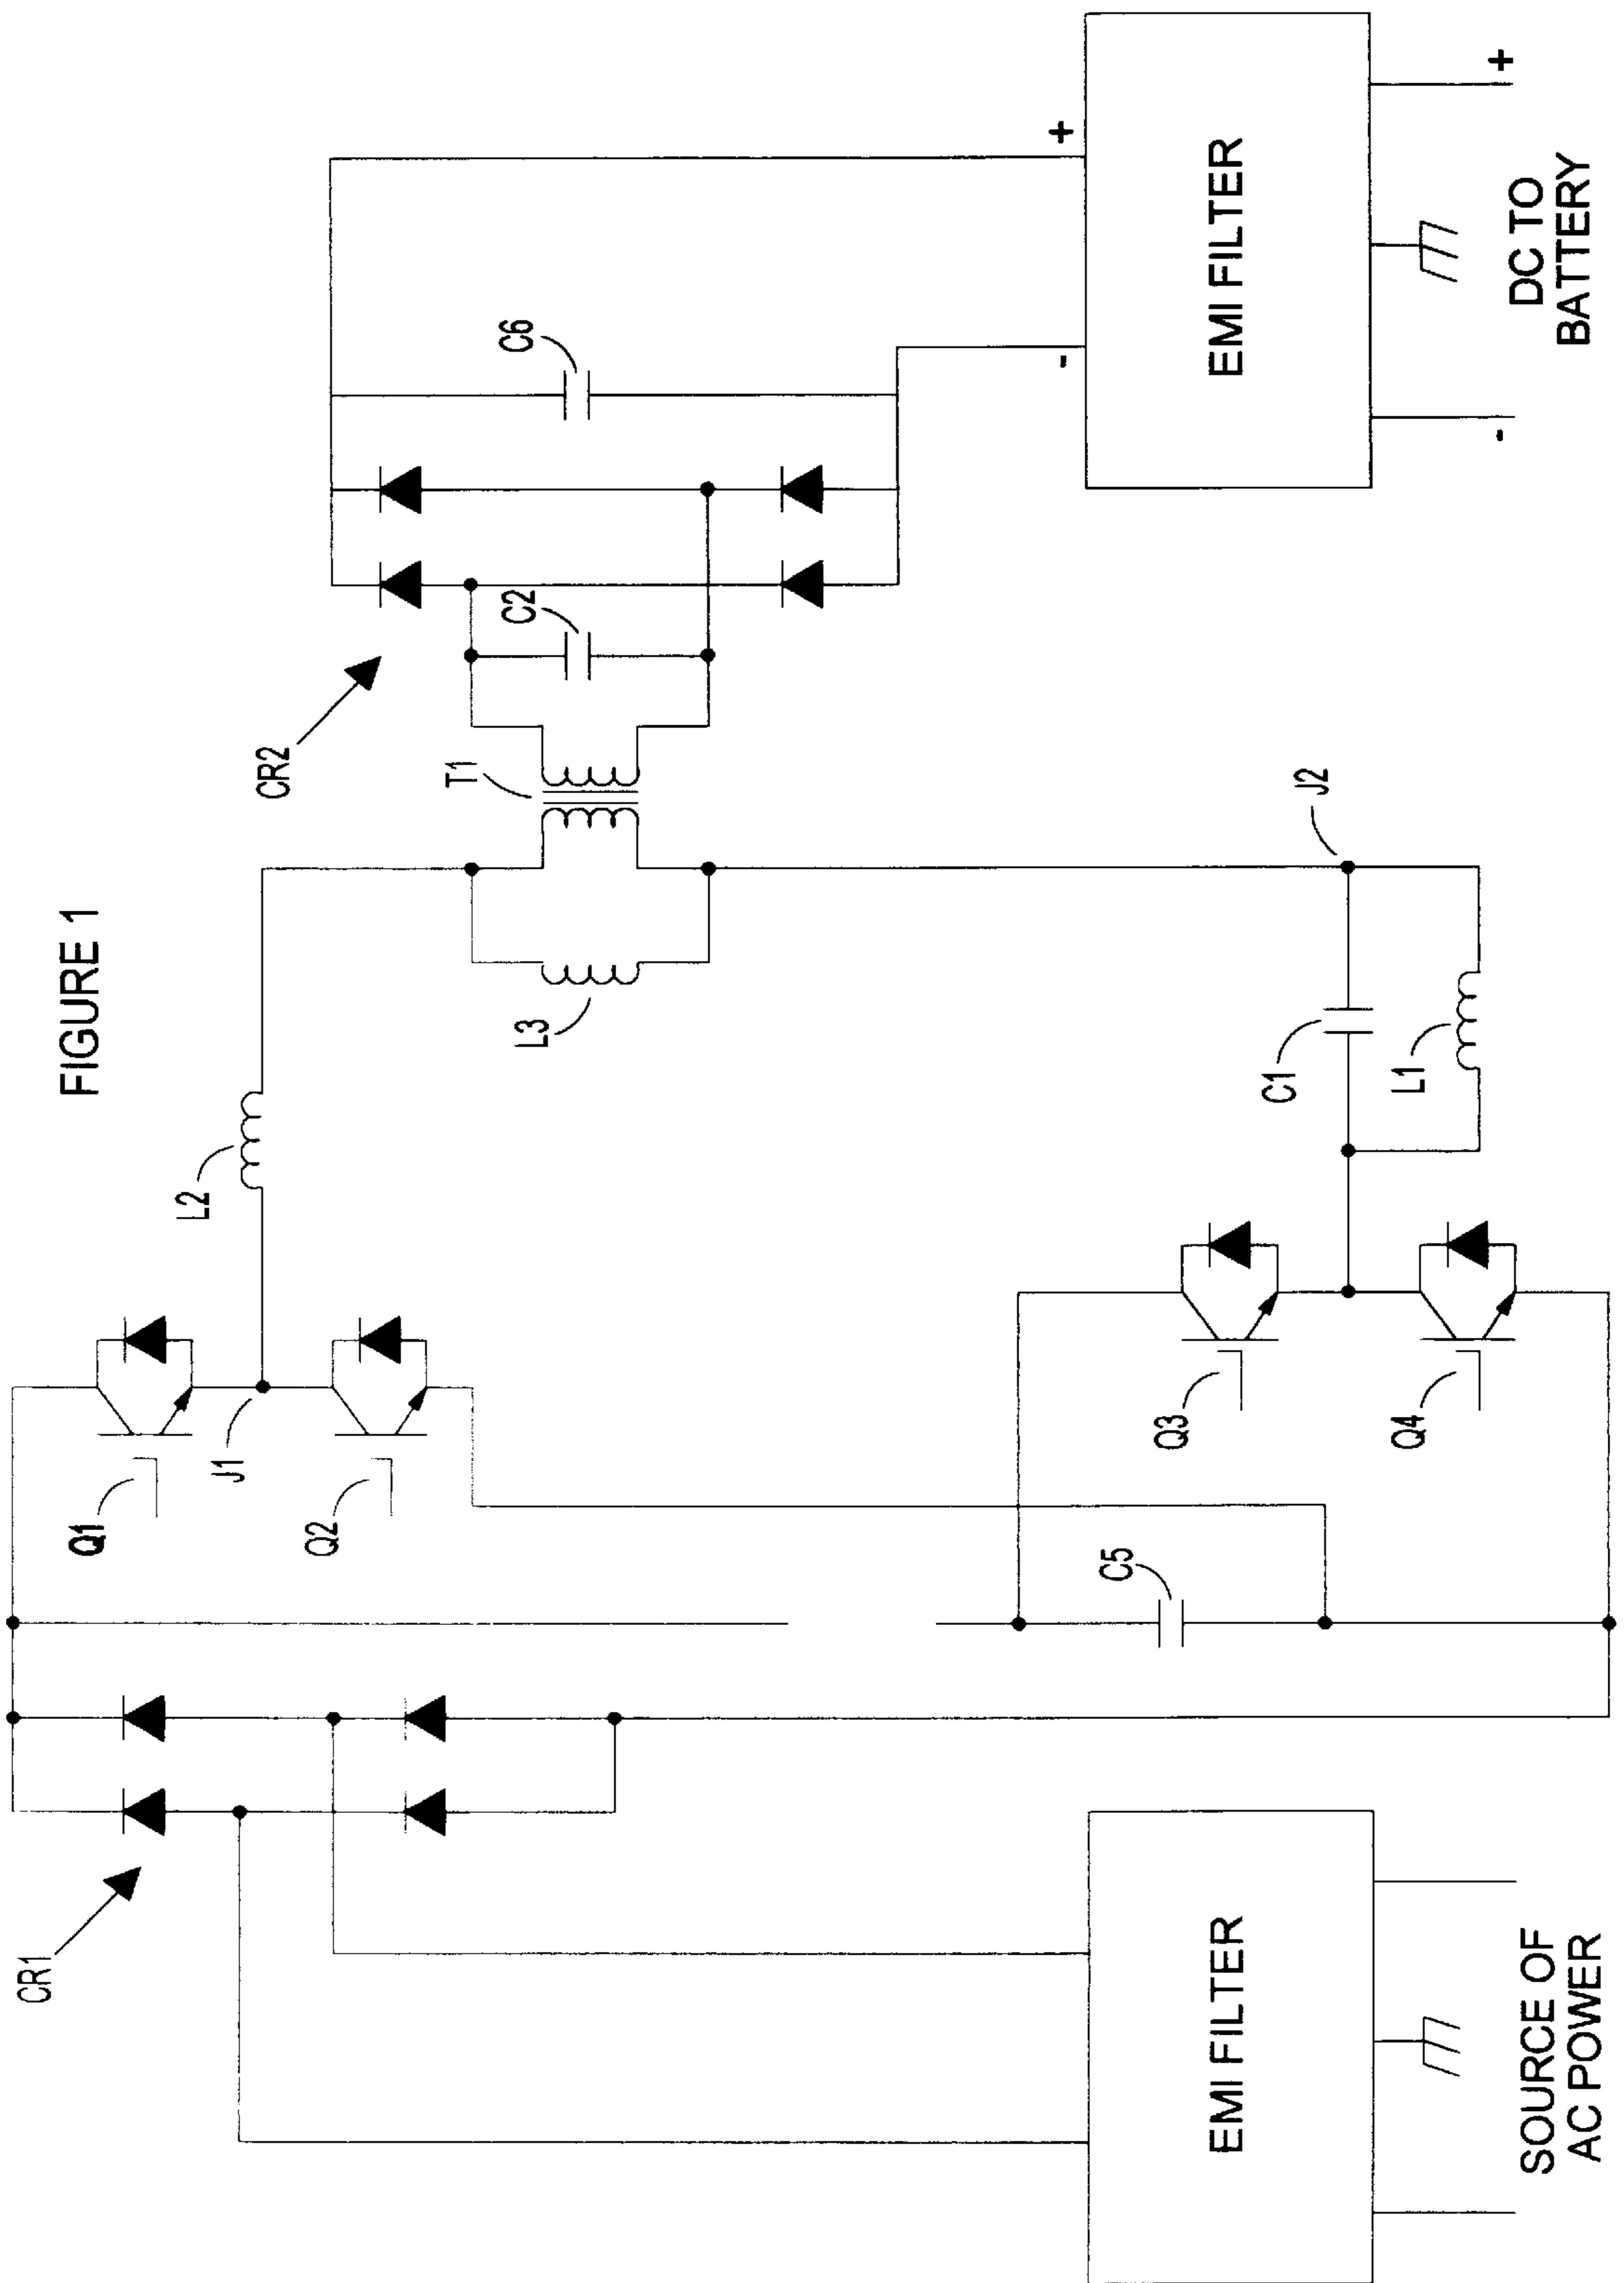 FIGURE 1
CR1
Q1
J1
Q2
L2
L3
T1
CR2
C2
C6
C5
Q3
Q4
C1
L1
J2
EMI FILTER
SOURCE OF
AC POWER
+
-
EMI FILTER
-
+
DC TO
BATTERY